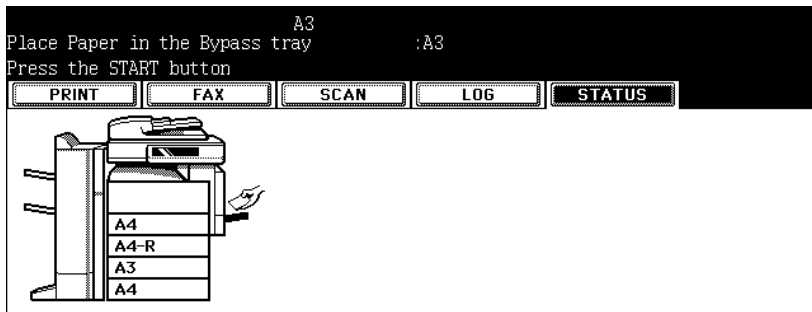 A3
Place Paper in the Bypass tray :A3
Press the START button
PRINT FAX SCAN LOG STATUS
A4
A4-R
A3
A4